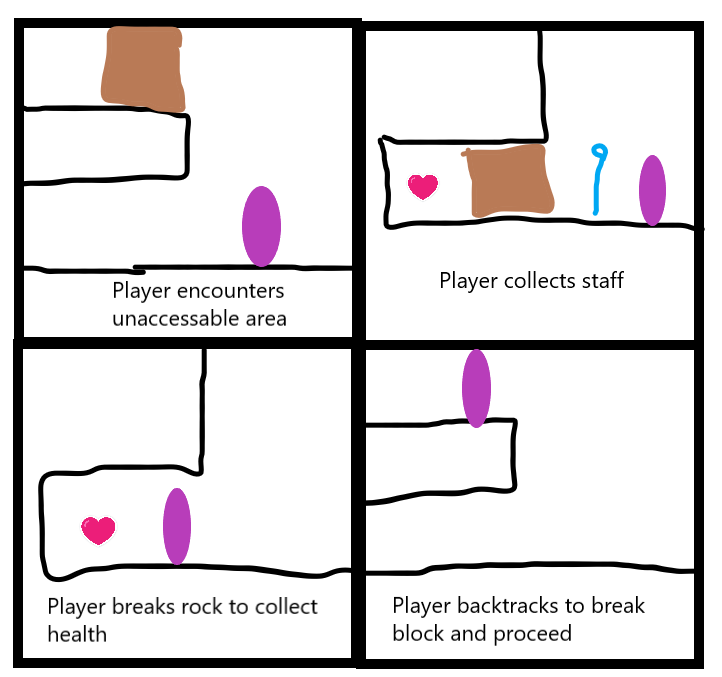 Player encounters
unaccessable area
Player collects staff
Player breaks rock to collect
health
Player backtracks to break
block and proceed